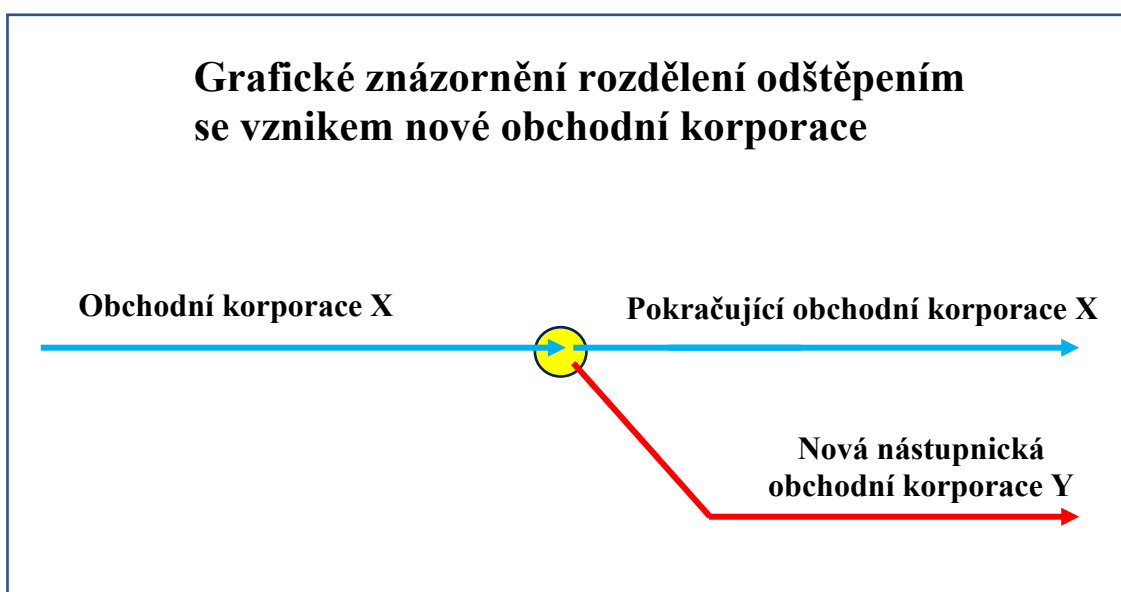 Grafické znázornění rozdělení odštěpením
se vznikem nové obchodní korporace
Obchodní korporace X
Pokračující obchodní korporace X
Nová nástupnická
obchodní korporace Y